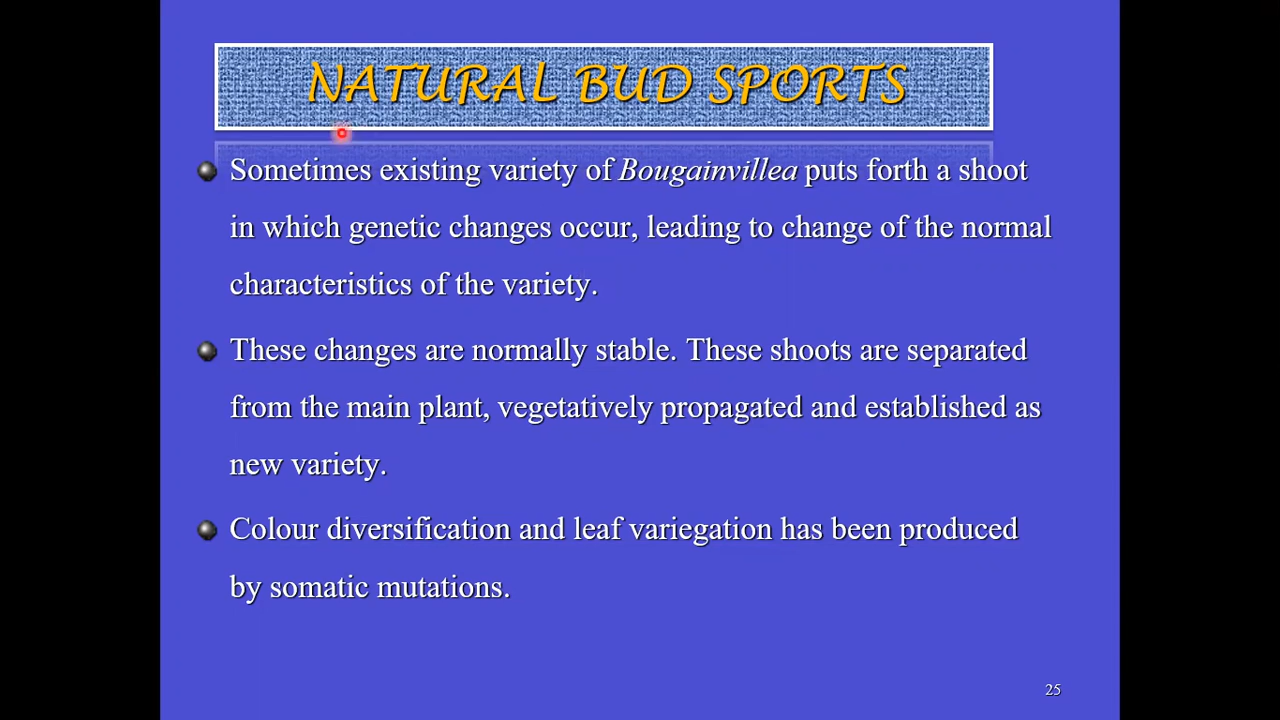 NATURAL BUD SPORTS
Sometimes existing variety of Bougainvillea puts forth a shoot
in which genetic changes occur, leading to change of the normal
characteristics of the variety.
These changes are normally stable. These shoots are separated
from the main plant, vegetatively propagated and established as
new variety.
Colour diversification and leaf variegation has been produced
by somatic mutations.
25